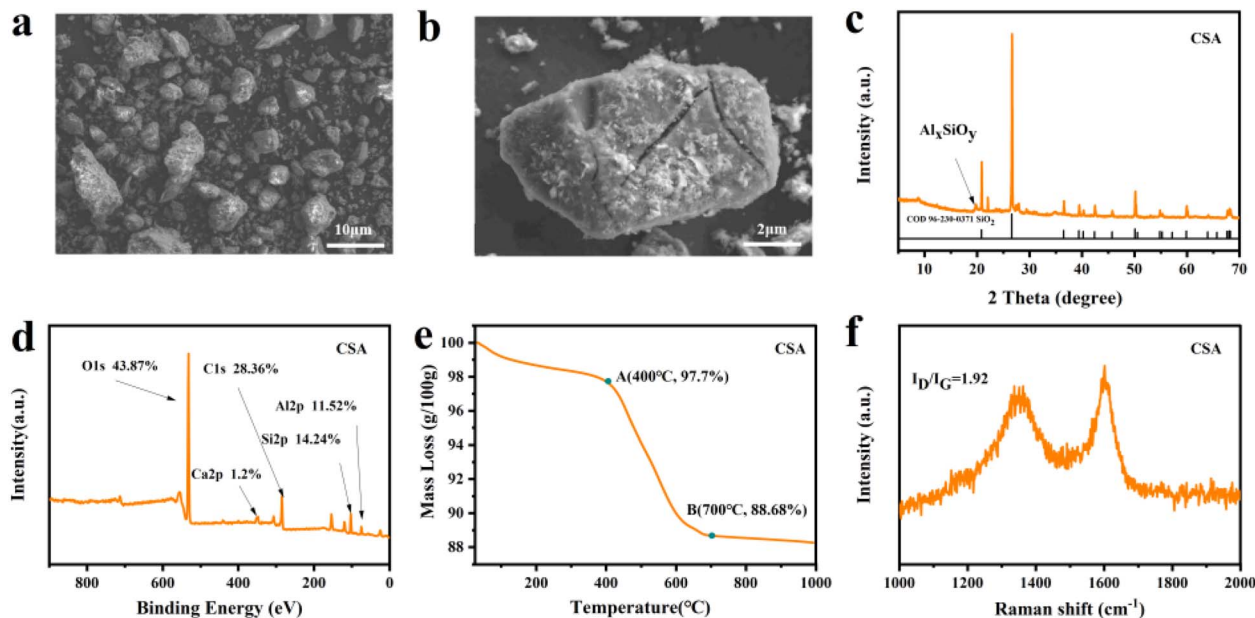 a
10μm
b
2μm
c
CSA
Al_xSiO_y
COD 96-230-0371 SiO₂
Intensity (a.u.)
10 20 30 40 50 60 70
2 Theta (degree)
d
CSA
O1s 43.87%
C1s 28.36%
Al2p 11.52%
Si2p 14.24%
Ca2p 1.2%
Intensity(a.u.)
800 600 400 200 0
Binding Energy (eV)
e
CSA
100
98
96
94
92
90
88
A(400℃, 97.7%)
B(700℃, 88.68%)
Mass Loss (g/100g)
200 400 600 800 1000
Temperature(℃)
f
CSA
I_D/I_G=1.92
Intensity (a.u.)
1000 1200 1400 1600 1800 2000
Raman shift (cm⁻¹)